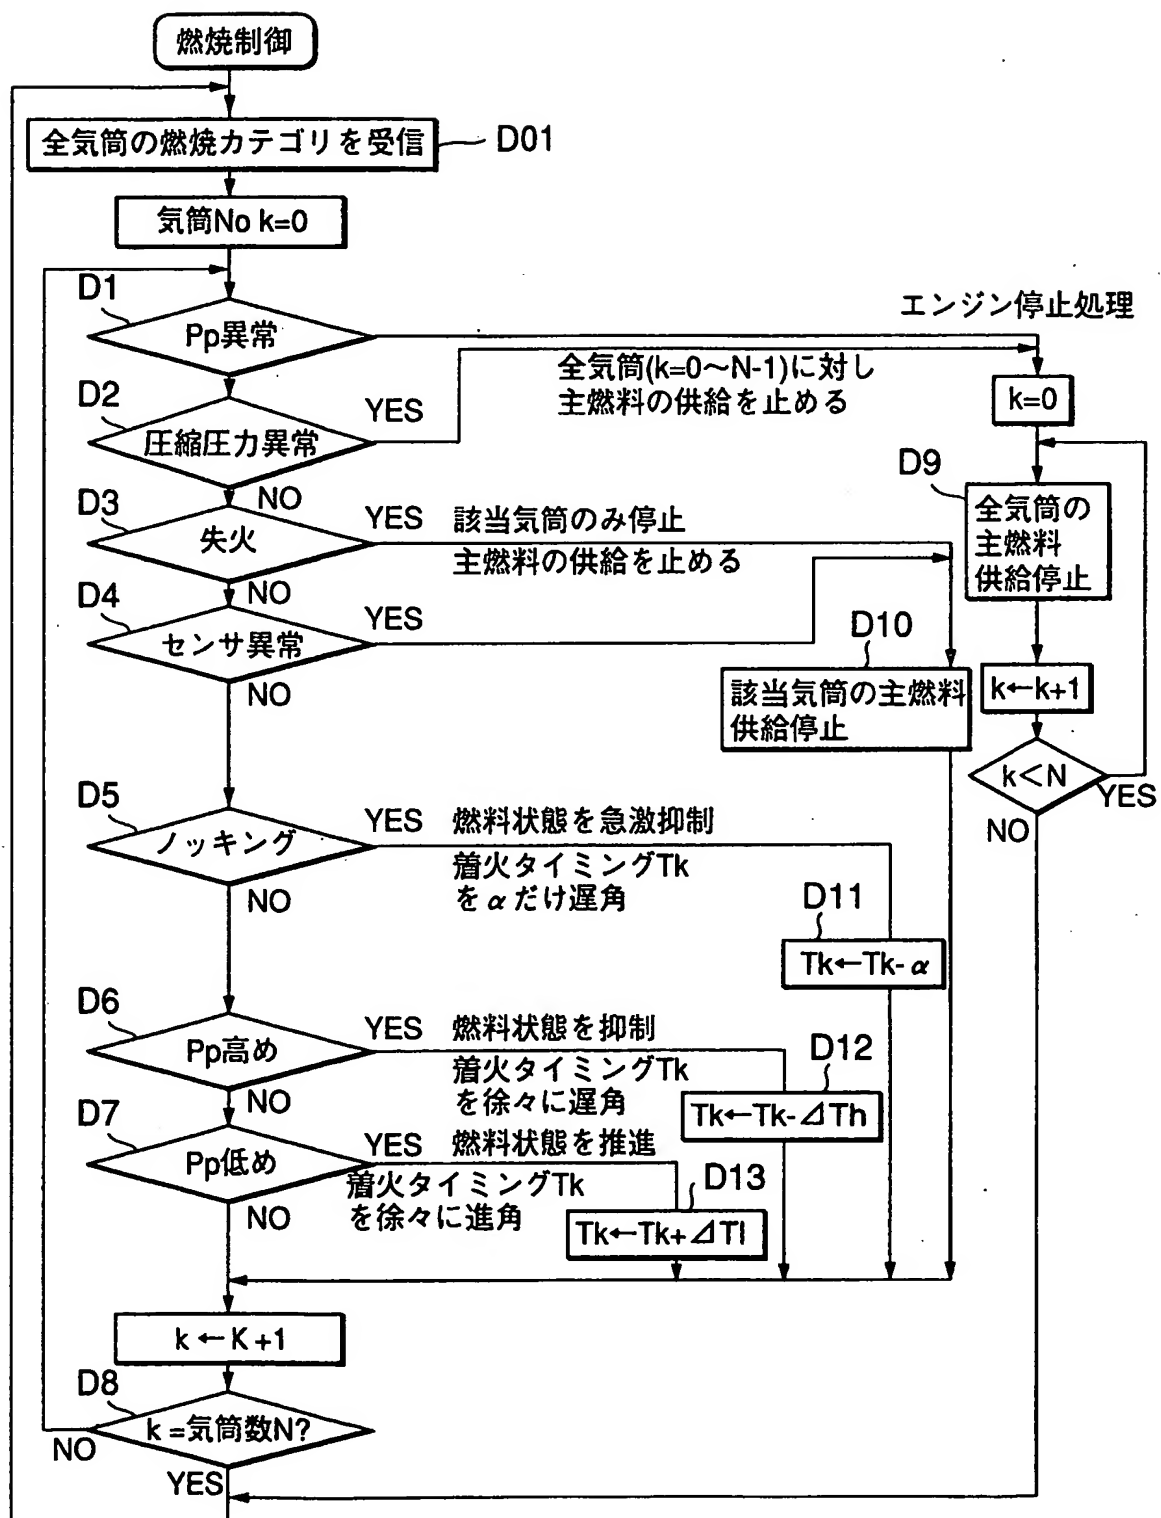 燃焼制御
全気筒の燃焼カテゴリを受信
D01
気筒No k=0
D1
Pp異常
エンジン停止処理
全気筒(k=0～N-1)に対し
主燃料の供給を止める
k=0
D2
圧縮圧力異常
YES
NO
D9
全気筒の
主燃料
供給停止
D3
失火
YES 該当気筒のみ停止
主燃料の供給を止める
NO
D4
センサ異常
YES
NO
D10
該当気筒の主燃料
供給停止
k←k+1
k<N
YES
NO
D5
ノッキング
YES 燃料状態を急激抑制
着火タイミングTk
をαだけ遅角
NO
D11
Tk←Tk-α
D6
Pp高め
YES 燃料状態を抑制
着火タイミングTk
を徐々に遅角
NO
D12
Tk←Tk-⊿Th
D7
Pp低め
YES 燃料状態を推進
着火タイミングTk
を徐々に進角
NO
D13
Tk←Tk+⊿Tl
k←K+1
D8
k=気筒数N?
NO
YES